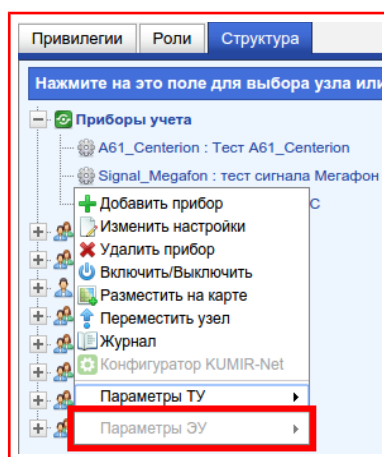 Привилегии Роли Структура
Нажмите на это поле для выбора узла или
Приборы учета
A61_Centerion : Тест A61_Centerion
Signal_Megafon : тест сигнала Мегафон
С
Добавить прибор
Изменить настройки
Удалить прибор
Включить/Выключить
Разместить на карте
Переместить узел
Журнал
Конфигуратор KUMIR-Net
Параметры ТУ
Параметры ЭУ